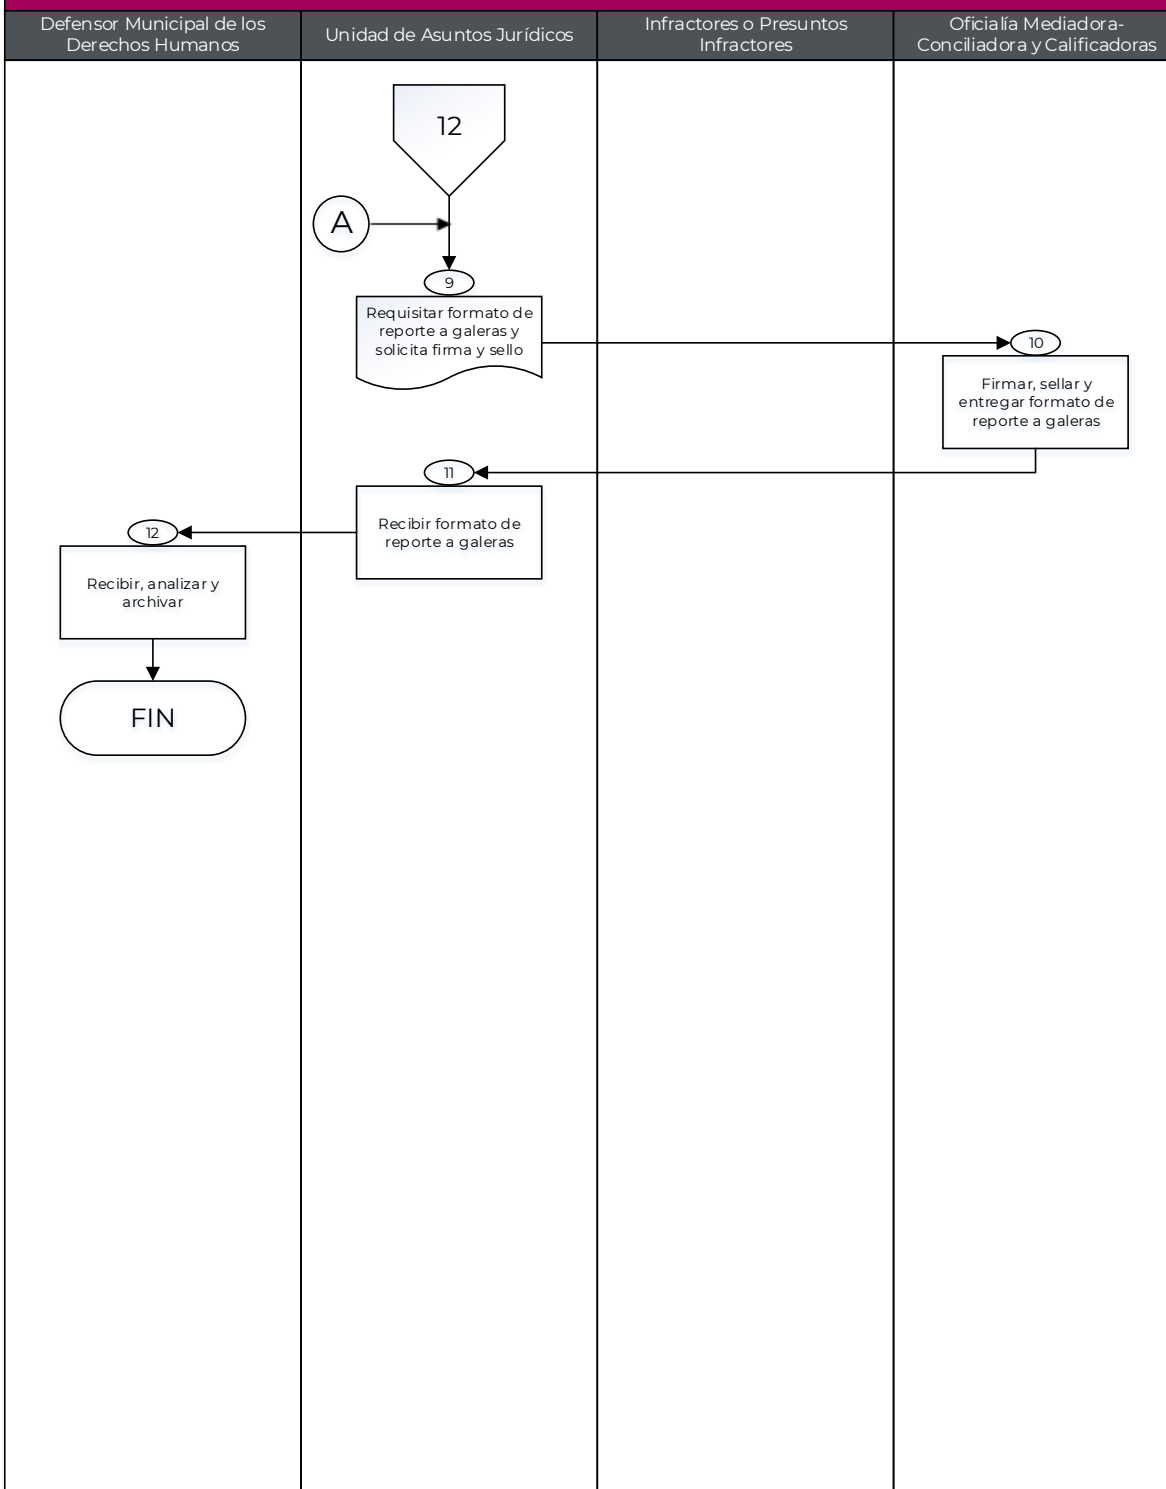 Defensor Municipal de los
Derechos Humanos
Unidad de Asuntos Jurídicos
Infractores o Presuntos
Infractores
Oficialía Mediadora-
Conciliadora y Calificadoras
12
A
9
Requisitar formato de
reporte a galeras y
solicita firma y sello
10
Firmar, sellar y
entregar formato de
reporte a galeras
11
Recibir formato de
reporte a galeras
12
Recibir, analizar y
archivar
FIN